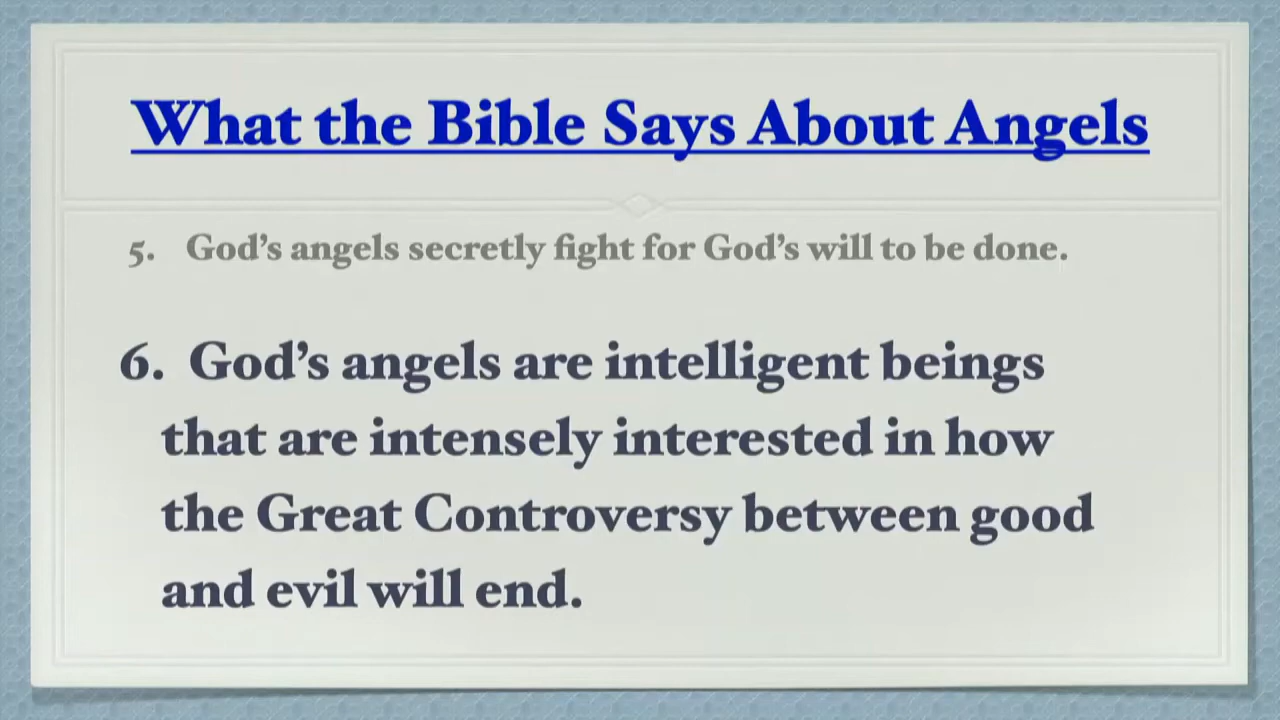 What the Bible Says About Angels
5. God’s angels secretly fight for God’s will to be done.
6. God’s angels are intelligent beings
that are intensely interested in how
the Great Controversy between good
and evil will end.